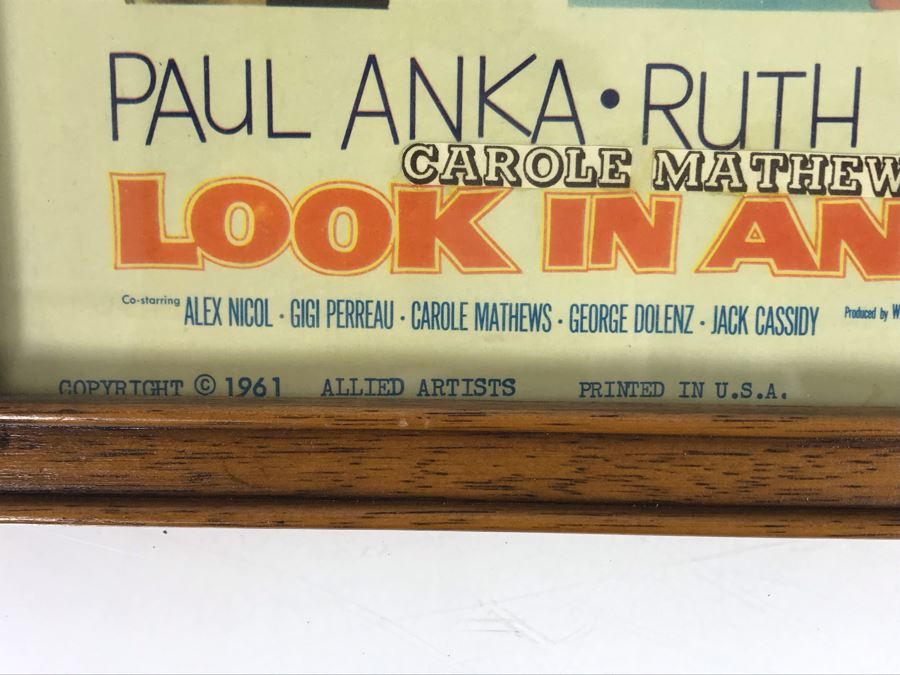 PAUL ANKA • RUTH
CAROLE MATHEW
LOOK IN AN
Co-starring ALEX NICOL · GIGI PERREAU · CAROLE MATHEWS · GEORGE DOLENZ · JACK CASSIDY Produced by W
COPYRIGHT © 1961 ALLIED ARTISTS PRINTED IN U.S.A.